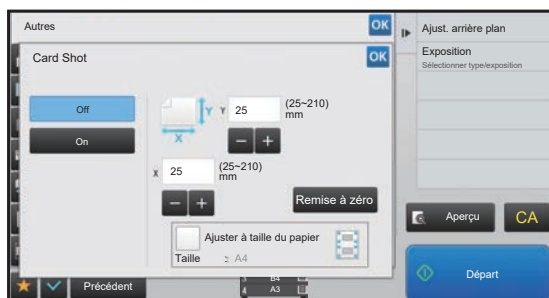 Autres
OK
Card Shot
OK
Off
On
Y
Y 25
(25~210)
mm
X
X 25
(25~210)
mm
Remise à zéro
Ajuster à taille du papier
Taille : A4
Précédent
B4
4 A3
Ajust. arrière plan
Exposition
Sélectionner type/exposition
Aperçu
CA
Départ